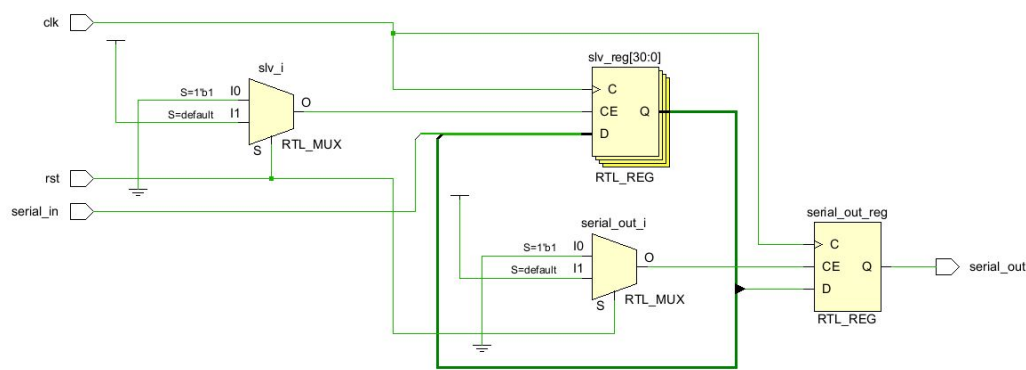 clk
slv_i
S=1'b1 I0
S=default I1
O
S
RTL_MUX
slv_reg[30:0]
C
CE Q
D
RTL_REG
rst
serial_in
serial_out_i
S=1'b1 I0
S=default I1
O
S
RTL_MUX
serial_out_reg
C
CE Q
D
RTL_REG
serial_out